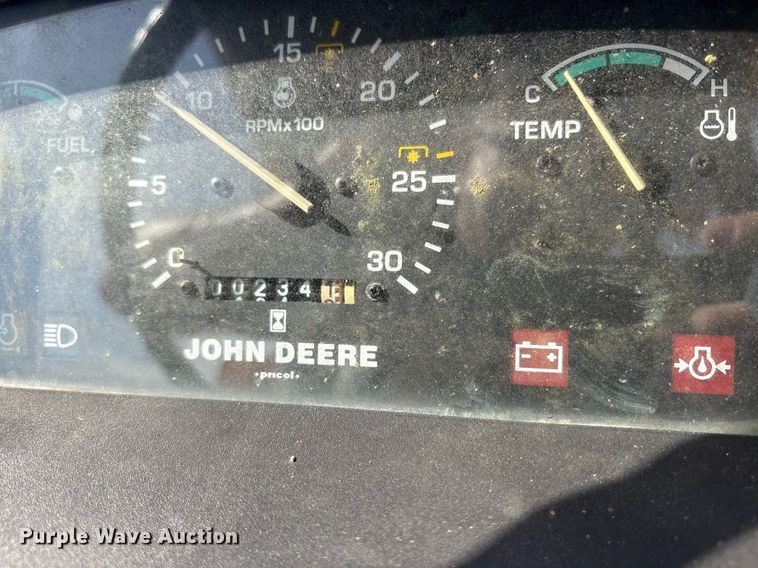 15
10
20
RPMx100
C
H
FUEL
TEMP
5
25
0
30
00234
JOHN DEERE
pricol
Purple Wave Auction